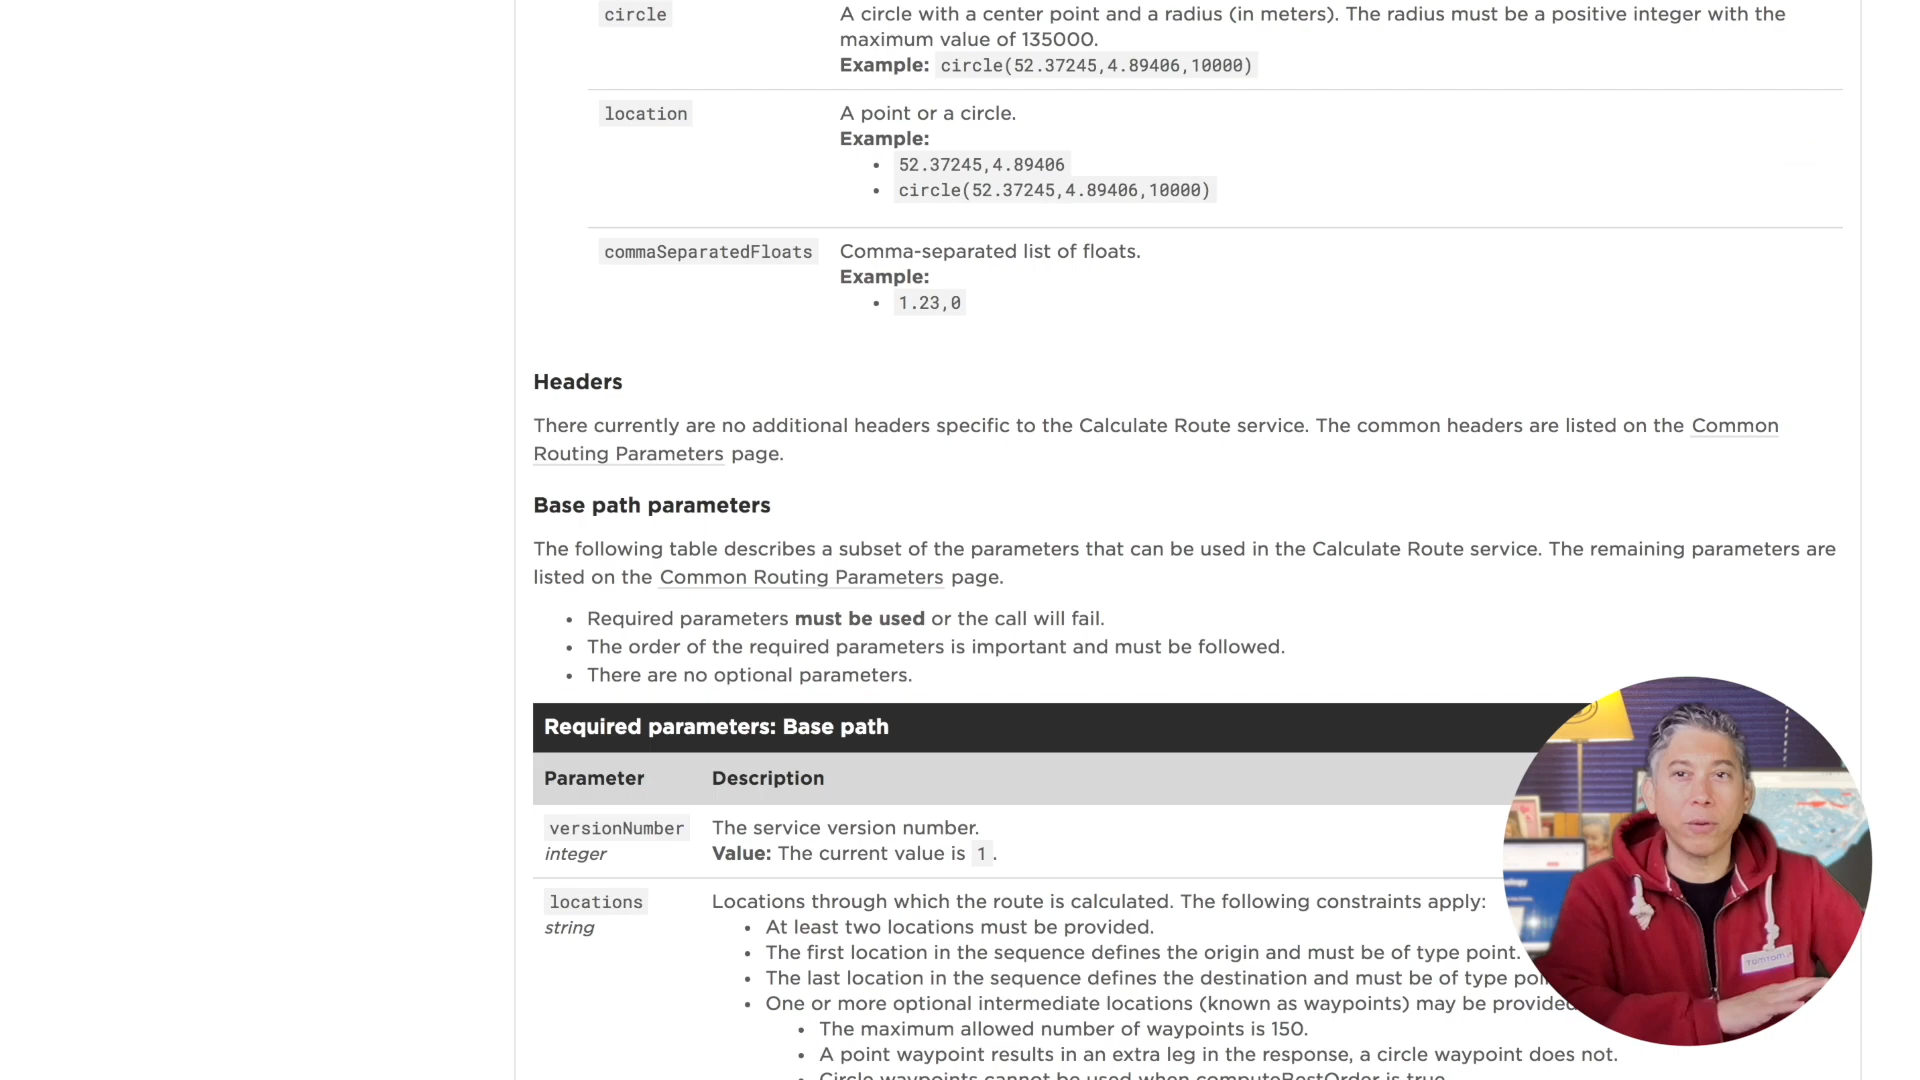 circle
A circle with a center point and a radius (in meters). The radius must be a positive integer with the
maximum value of 135000.
Example: circle(52.37245,4.89406,10000)
location
A point or a circle.
Example:
• 52.37245,4.89406
• circle(52.37245,4.89406,10000)
commaSeparatedFloats
Comma-separated list of floats.
Example:
• 1.23,0
Headers
There currently are no additional headers specific to the Calculate Route service. The common headers are listed on the Common
Routing Parameters page.
Base path parameters
The following table describes a subset of the parameters that can be used in the Calculate Route service. The remaining parameters are
listed on the Common Routing Parameters page.
• Required parameters must be used or the call will fail.
• The order of the required parameters is important and must be followed.
• There are no optional parameters.
Required parameters: Base path
Parameter Description
versionNumber
integer
The service version number.
Value: The current value is 1.
locations
string
Locations through which the route is calculated. The following constraints apply:
• At least two locations must be provided.
• The first location in the sequence defines the origin and must be of type point.
• The last location in the sequence defines the destination and must be of type
• One or more optional intermediate locations (known as waypoints) may be provided
• The maximum allowed number of waypoints is 150.
• A point waypoint results in an extra leg in the response, a circle waypoint does not.
• Circle waypoints cannot be used when computeBestOrder is true.
TOMTOM